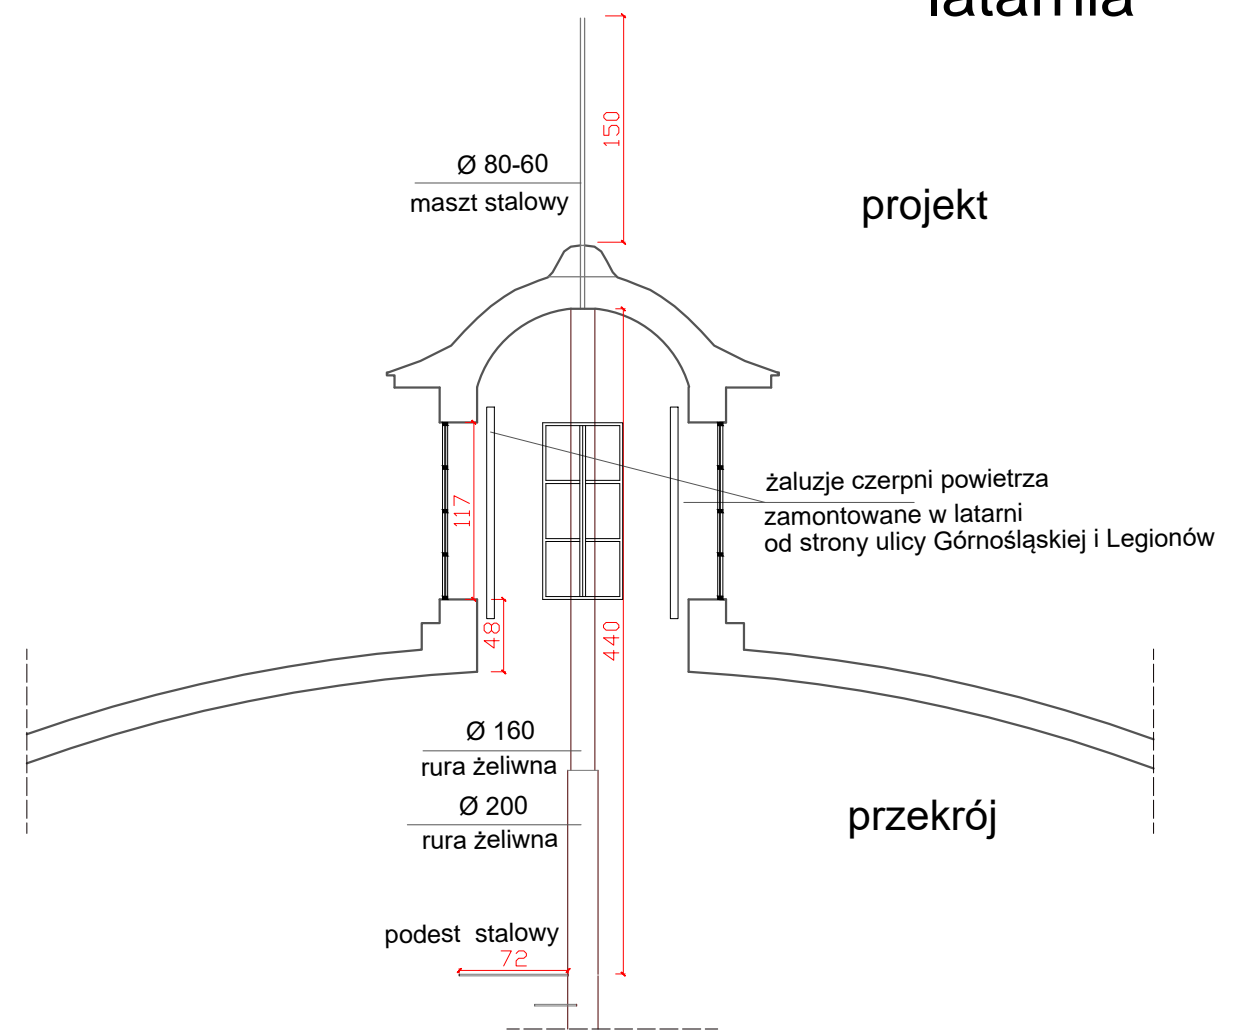 latarnia
150
Ø 80-60
maszt stalowy
projekt
żaluzje czerpni powietrza
zamontowane w latarni
od strony ulicy Górnośląskiej i Legionów
117
48
440
Ø 160
rura żeliwna
Ø 200
rura żeliwna
przekrój
podest stalowy
72